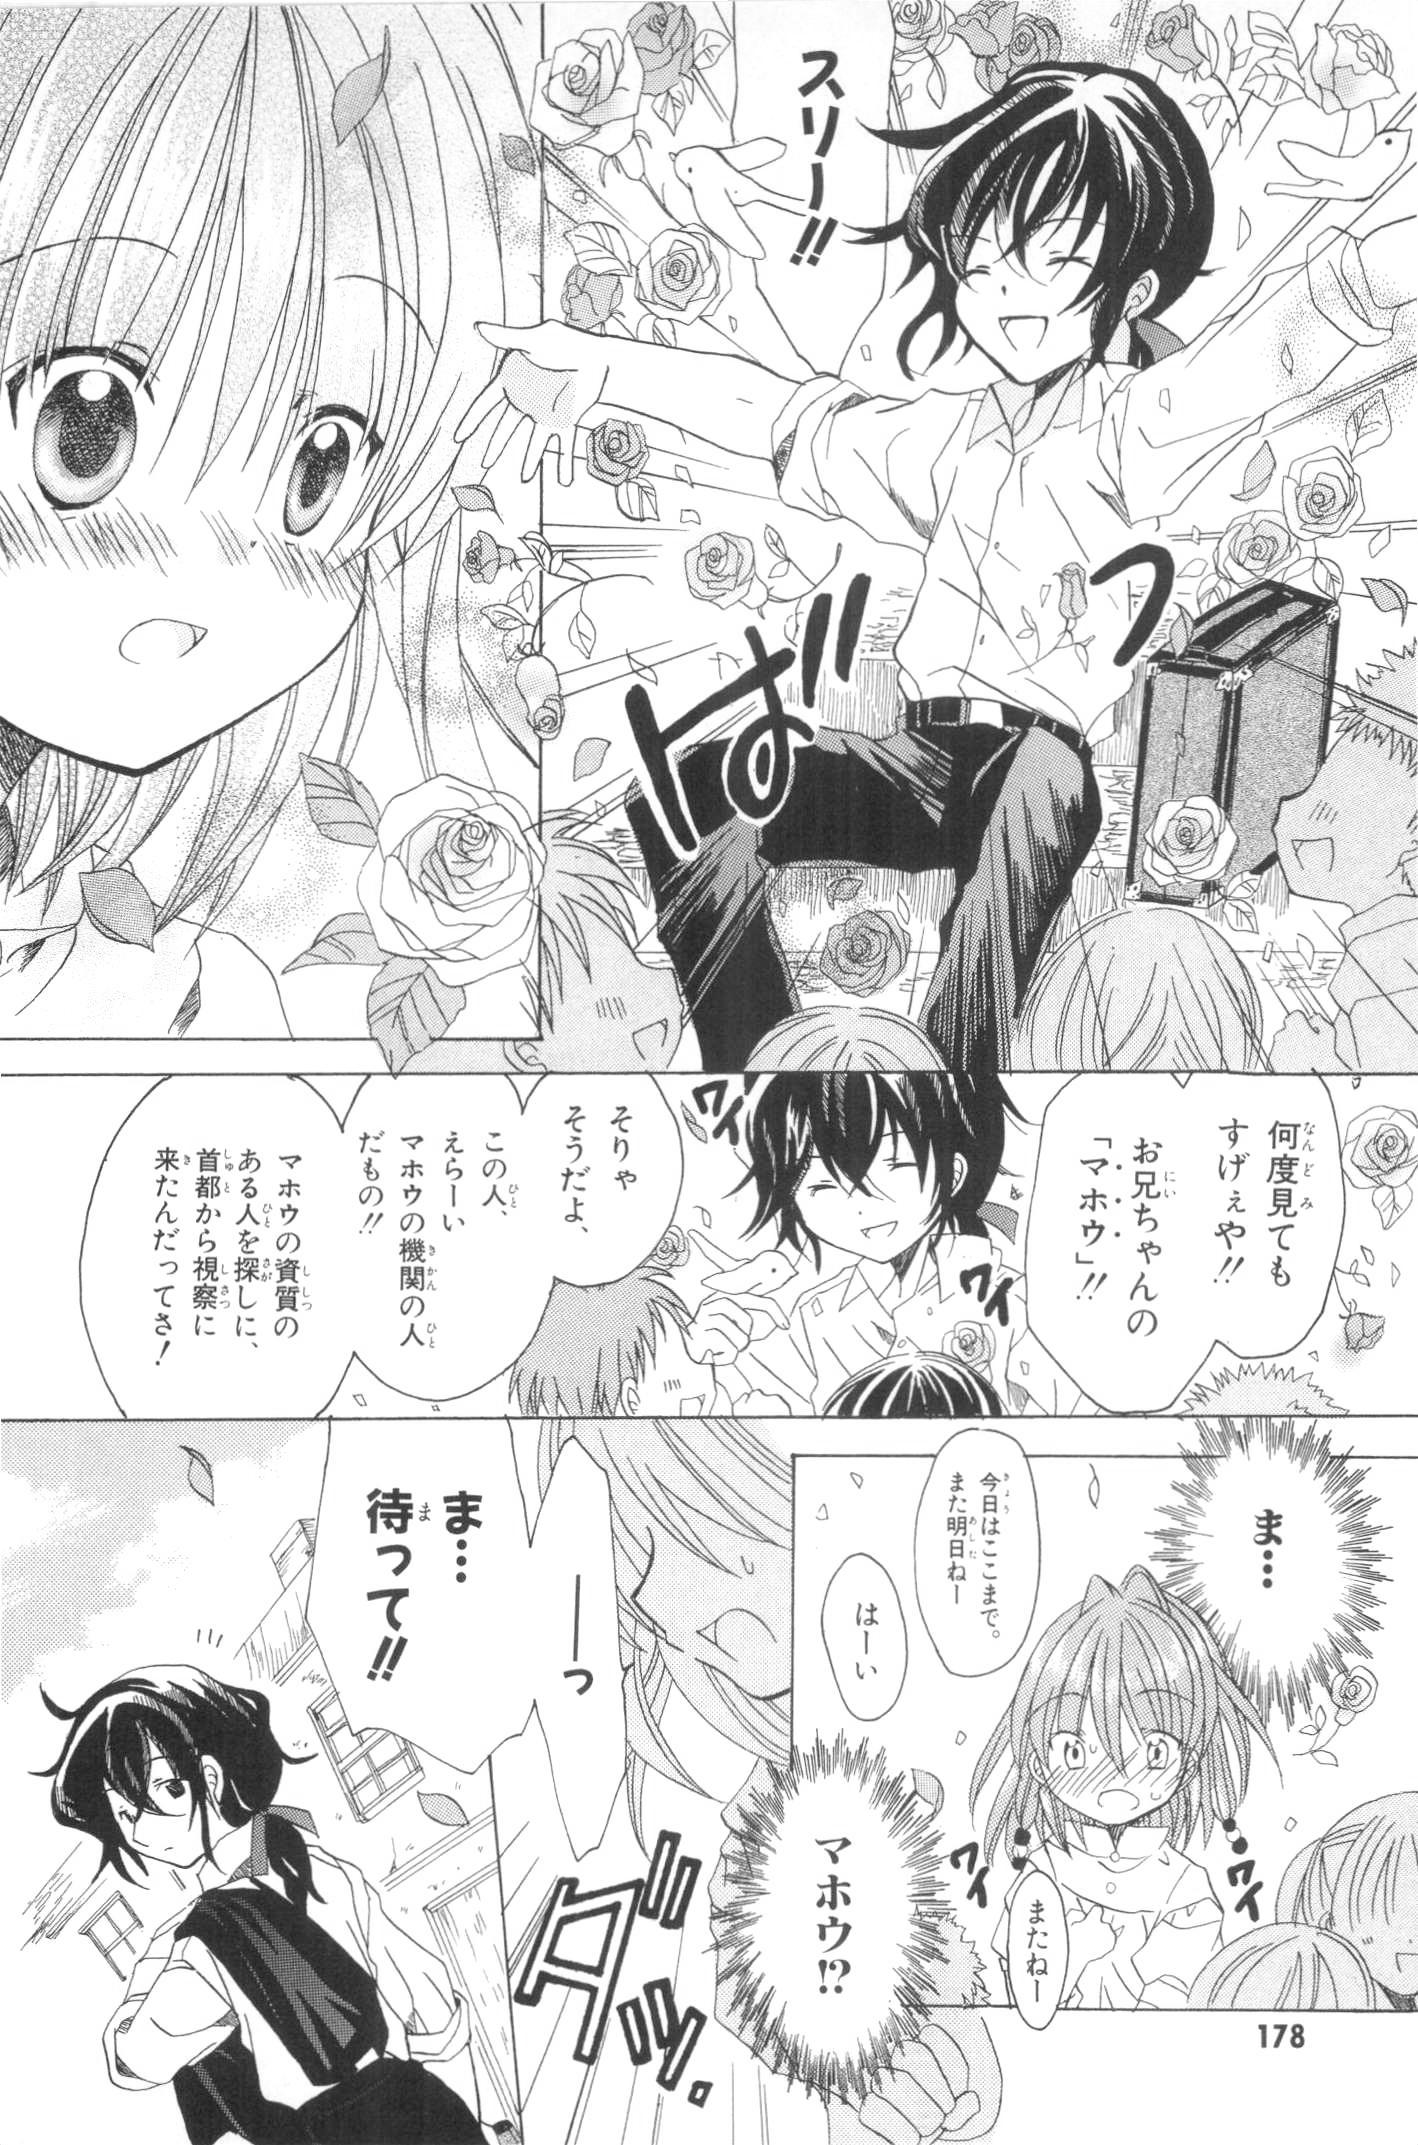 スリー!!
ばっ
何度見ても
すげぇや!!
お兄ちゃんの
「マホウ」!!
ワイ
ワイ
そりゃ
そうだよ、
この人、
えらーい
マホウの機関の人
だもの!!
マホウの資質の
ある人を探しに、
首都から視察に
来たんだってさ!
ま…
今日はここまで。
また明日ねー
はーい
ワイ
ワイ
またねー
マホウ!?
ーっ
ま…
待って!!
178